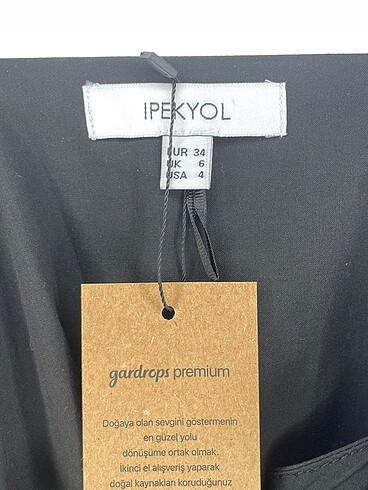 IPEKYOL
EUR 34
UK 6
USA 4
gardrops premium
Doğaya olan sevgini göstermenin
en güzel yolu
dönüşüme ortak olmak.
İkinci el alışveriş yaparak
doğal kaynakları koruduğunuz